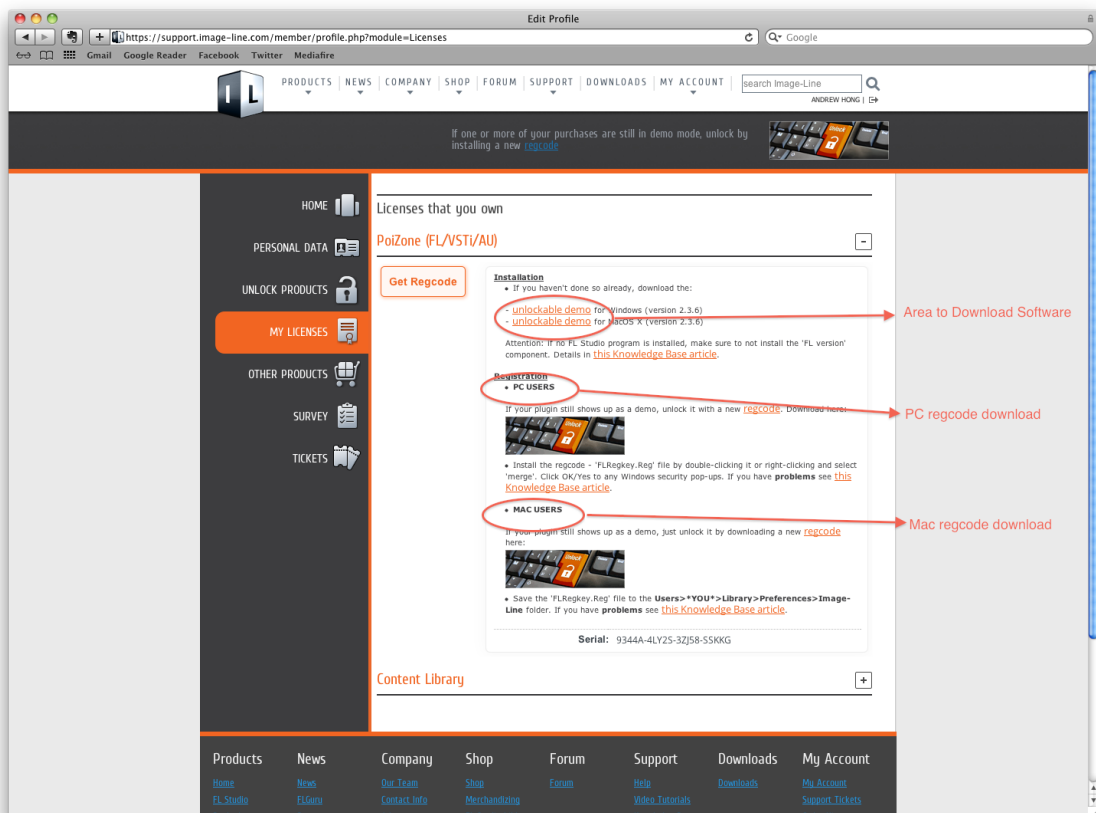 Edit Profile
https://support.image-line.com/member/profile.php?module=Licenses
Google
Gmail Google Reader Facebook Twitter Mediafire
IL
PRODUCTS NEWS COMPANY SHOP FORUM SUPPORT DOWNLOADS MY ACCOUNT
search Image-Line
ANDREW HONG |
If one or more of your purchases are still in demo mode, unlock by
installing a new regcode
Unlock
HOME
PERSONAL DATA
UNLOCK PRODUCTS
MY LICENSES
OTHER PRODUCTS
SURVEY
TICKETS
Licenses that you own
PoiZone (FL/VSTi/AU)
-
Get Regcode
Installation
• If you haven't done so already, download the:
- unlockable demo for Windows (version 2.3.6)
- unlockable demo for MacOS X (version 2.3.6)
Area to Download Software
Attention: If no FL Studio program is installed, make sure to not install the 'FL version'
component. Details in this Knowledge Base article.
Registration
• PC USERS
If your plugin still shows up as a demo, unlock it with a new regcode. Download here:
PC regcode download
Unlock
• Install the regcode - 'FLRegkey.Reg' file by double-clicking it or right-clicking and select
'merge'. Click OK/Yes to any Windows security pop-ups. If you have problems see this
Knowledge Base article.
• MAC USERS
Mac regcode download
If your plugin still shows up as a demo, just unlock it by downloading a new regcode
here:
Unlock
• Save the 'FLRegkey.Reg' file to the Users>*YOU*>Library>Preferences>Image-
Line folder. If you have problems see this Knowledge Base article.
Serial: 9344A-4LY2S-3ZJ58-SSKKG
Content Library
+
Products News Company Shop Forum Support Downloads My Account
Home News Our Team Shop Forum Help Downloads My Account
FL Studio FLGuru Contact Info Merchandizing Video Tutorials Support Tickets